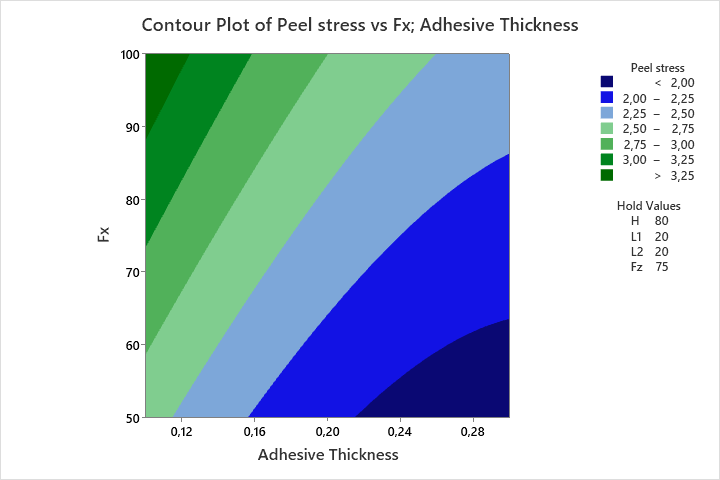 Contour Plot of Peel stress vs Fx; Adhesive Thickness
100
90
80
70
60
50
Fx
0,12 0,16 0,20 0,24 0,28
Adhesive Thickness
Peel stress
< 2,00
2,00 – 2,25
2,25 – 2,50
2,50 – 2,75
2,75 – 3,00
3,00 – 3,25
> 3,25
Hold Values
H 80
L1 20
L2 20
Fz 75